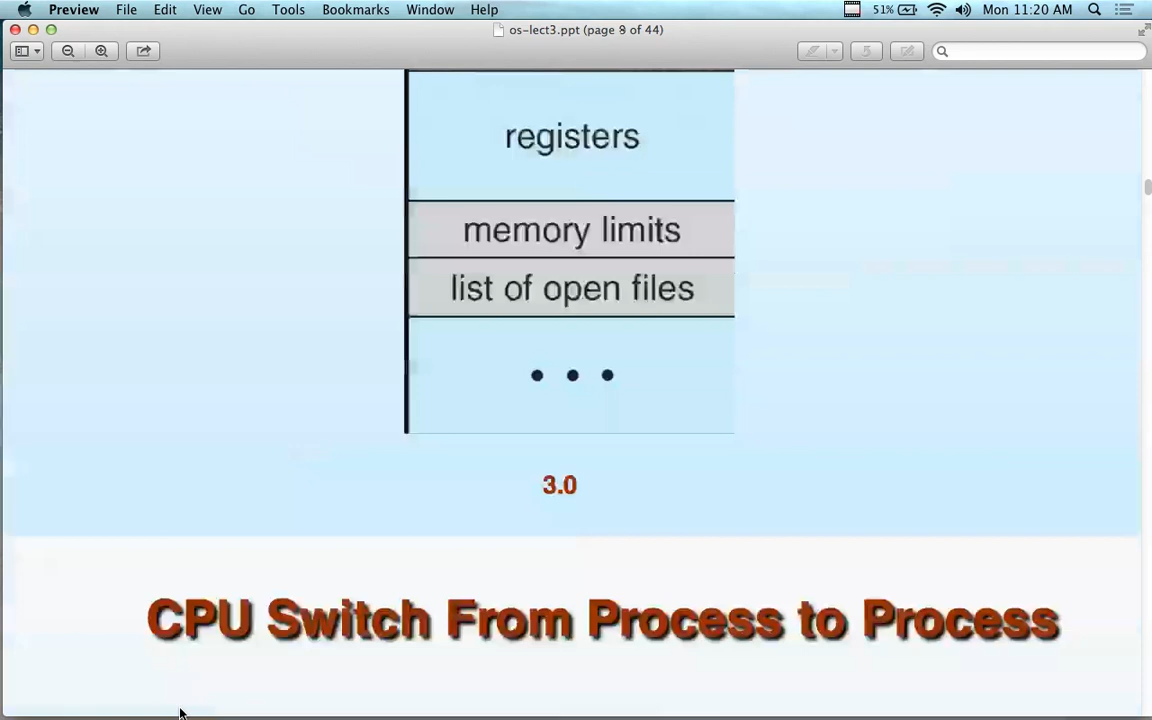 Preview File Edit View Go Tools Bookmarks Window Help 51% Mon 11:20 AM
os-lect3.ppt (page 9 of 44)
registers
memory limits
list of open files
• • •
3.0
CPU Switch From Process to Process